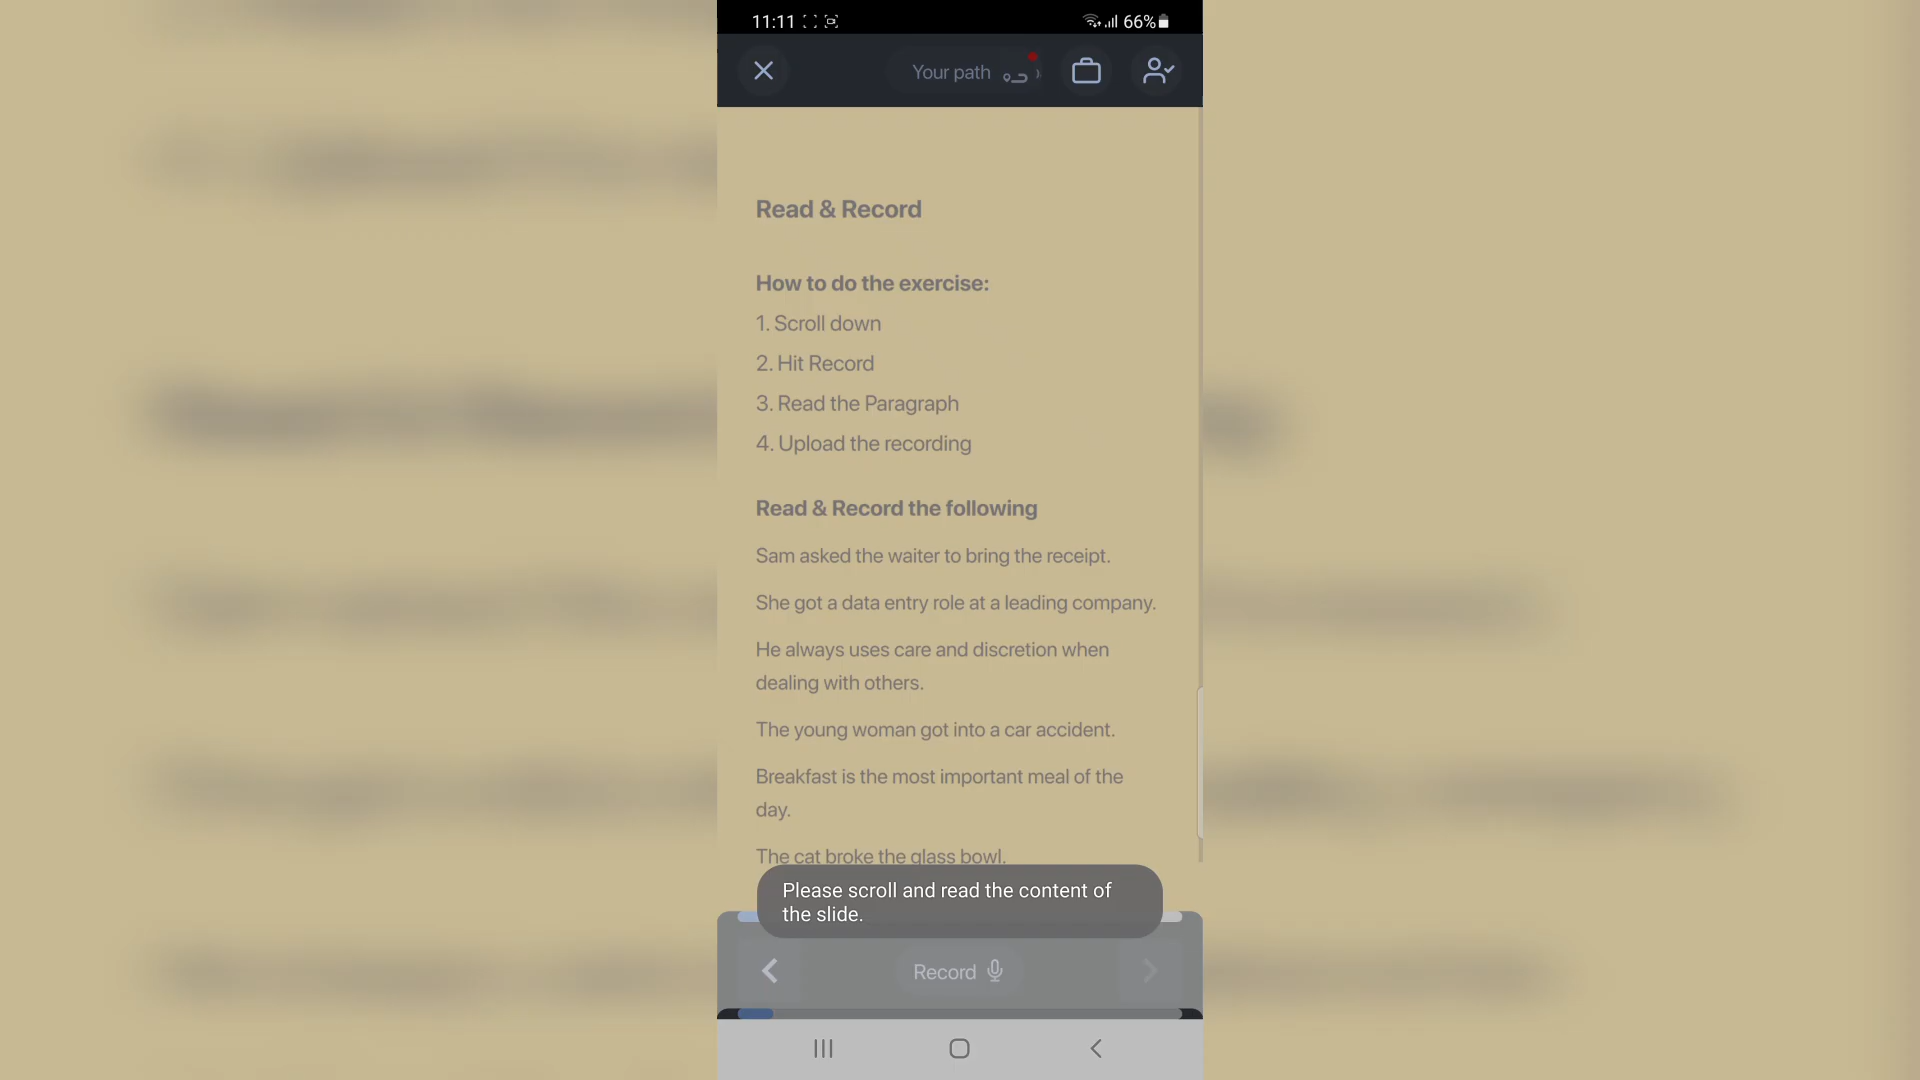 11:11 66%
Your path
Read & Record
How to do the exercise:
1. Scroll down
2. Hit Record
3. Read the Paragraph
4. Upload the recording
Read & Record the following
Sam asked the waiter to bring the receipt.
She got a data entry role at a leading company.
He always uses care and discretion when
dealing with others.
The young woman got into a car accident.
Breakfast is the most important meal of the
day.
The cat broke the glass bowl.
Please scroll and read the content of
the slide.
Record